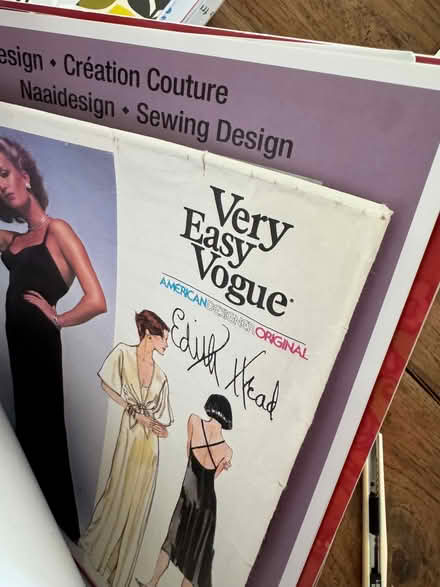 esign • Création Couture
Naaidesign • Sewing Design
Very
Easy
Vogue
AMERICAN DESIGNER ORIGINAL
Edith Head